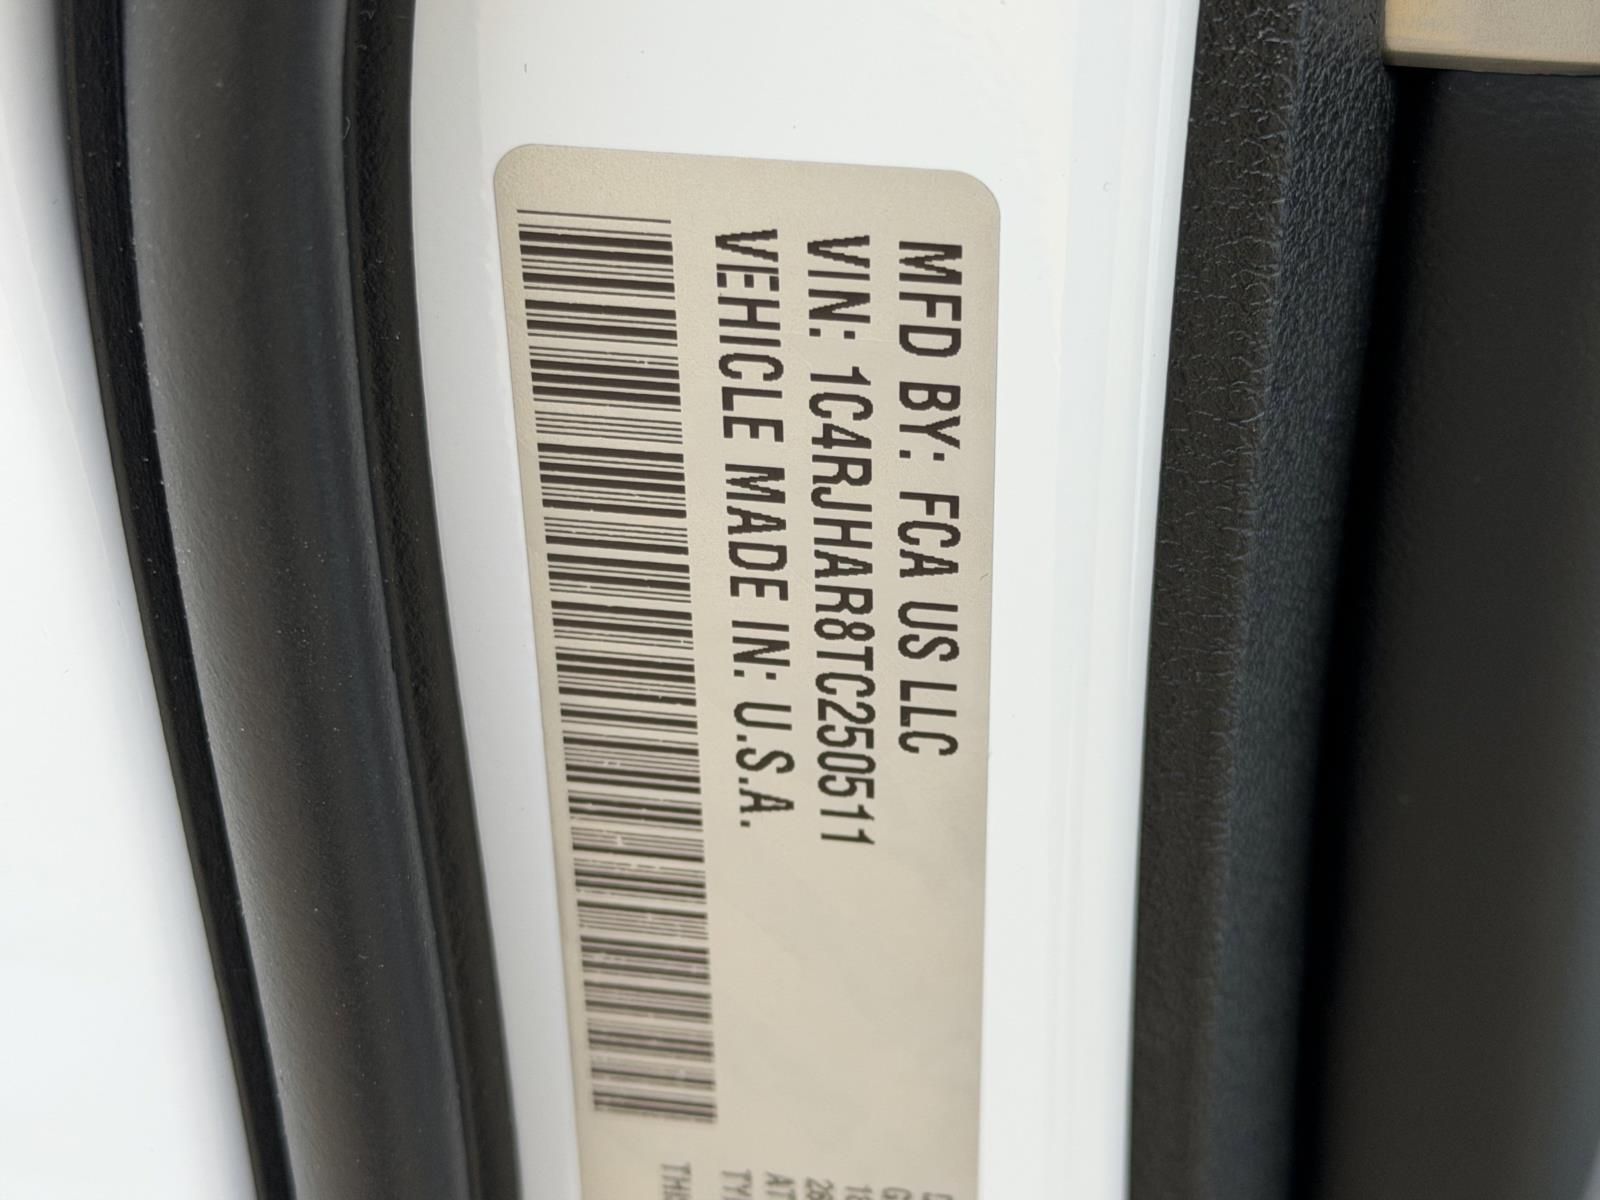 MFD BY: FCA US LLC
VIN: 1C4RJHAR8TC250511
VEHICLE MADE IN: U.S.A.